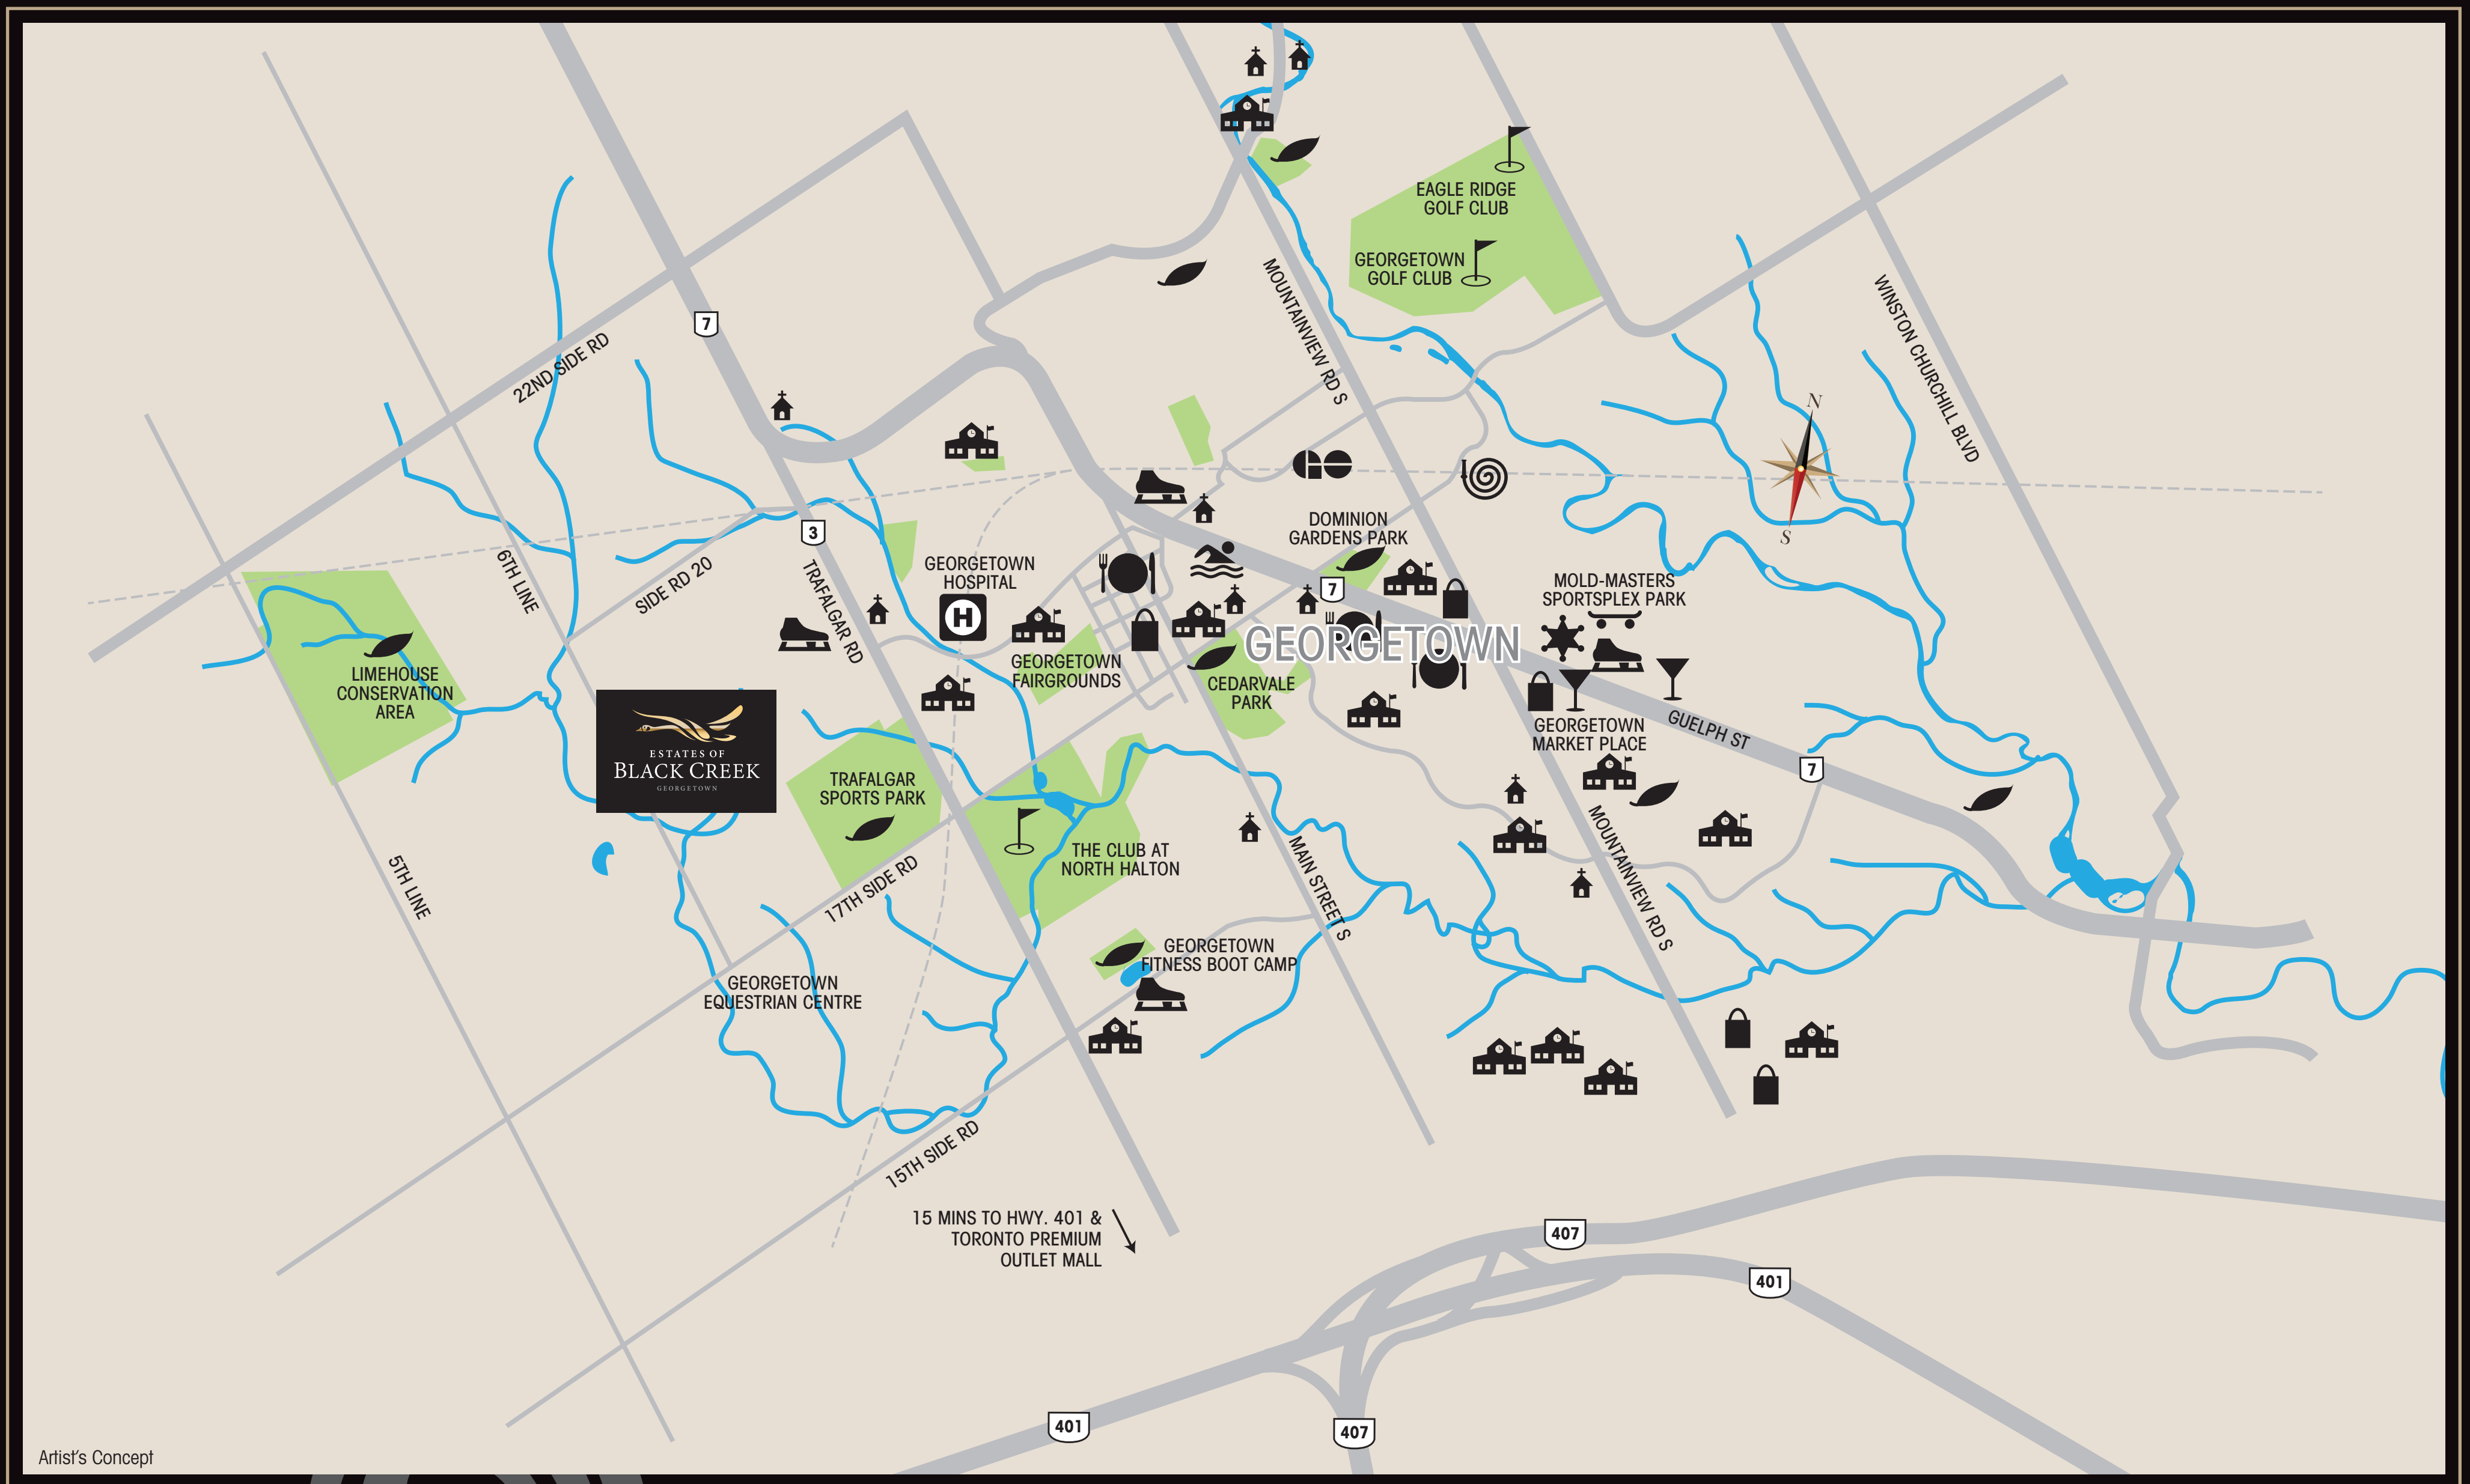 EAGLE RIDGE
GOLF CLUB
GEORGETOWN
GOLF CLUB
MOUNTAINVIEW RD S
WINSTON CHURCHILL BLVD
7
22ND SIDE RD
N
S
3
DOMINION
GARDENS PARK
6TH LINE
SIDE RD 20
TRAFALGAR RD
GEORGETOWN
HOSPITAL
H
7
MOLD-MASTERS
SPORTSPLEX PARK
GEORGETOWN
LIMEHOUSE
CONSERVATION
AREA
GEORGETOWN
FAIRGROUNDS
CEDARVALE
PARK
GEORGETOWN
MARKET PLACE
GUELPH ST
7
ESTATES OF
BLACK CREEK
GEORGETOWN
TRAFALGAR
SPORTS PARK
THE CLUB AT
NORTH HALTON
5TH LINE
17TH SIDE RD
MAIN STREET S
MOUNTAINVIEW RD S
GEORGETOWN
FITNESS BOOT CAMP
GEORGETOWN
EQUESTRIAN CENTRE
15TH SIDE RD
15 MINS TO HWY. 401 &
TORONTO PREMIUM
OUTLET MALL
407
401
401
407
Artist's Concept